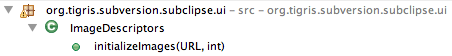 org.tigris.subversion.subclipse.ui – src – org.tigris.subversion.subclipse.ui
ImageDescriptors
initializeImages(URL, int)